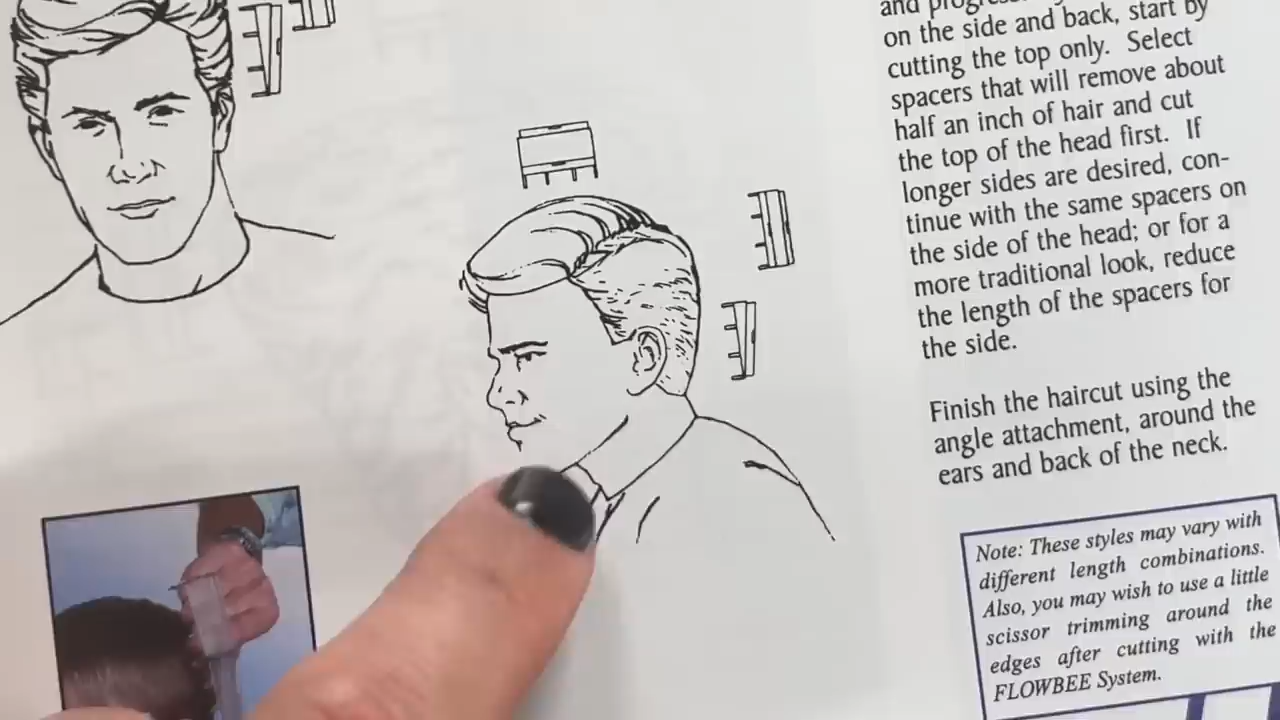 and
on the side and back, start by
cutting the top only. Select
spacers that will remove about
half an inch of hair and cut
the top of the head first. If
longer sides are desired, con-
tinue with the same spacers on
the side of the head; or for a
more traditional look, reduce
the length of the spacers for
the side.
Finish the haircut using the
angle attachment, around the
ears and back of the neck.
Note: These styles may vary with
different length combinations.
Also, you may wish to use a little
scissor trimming around the
edges after cutting with the
FLOWBEE System.